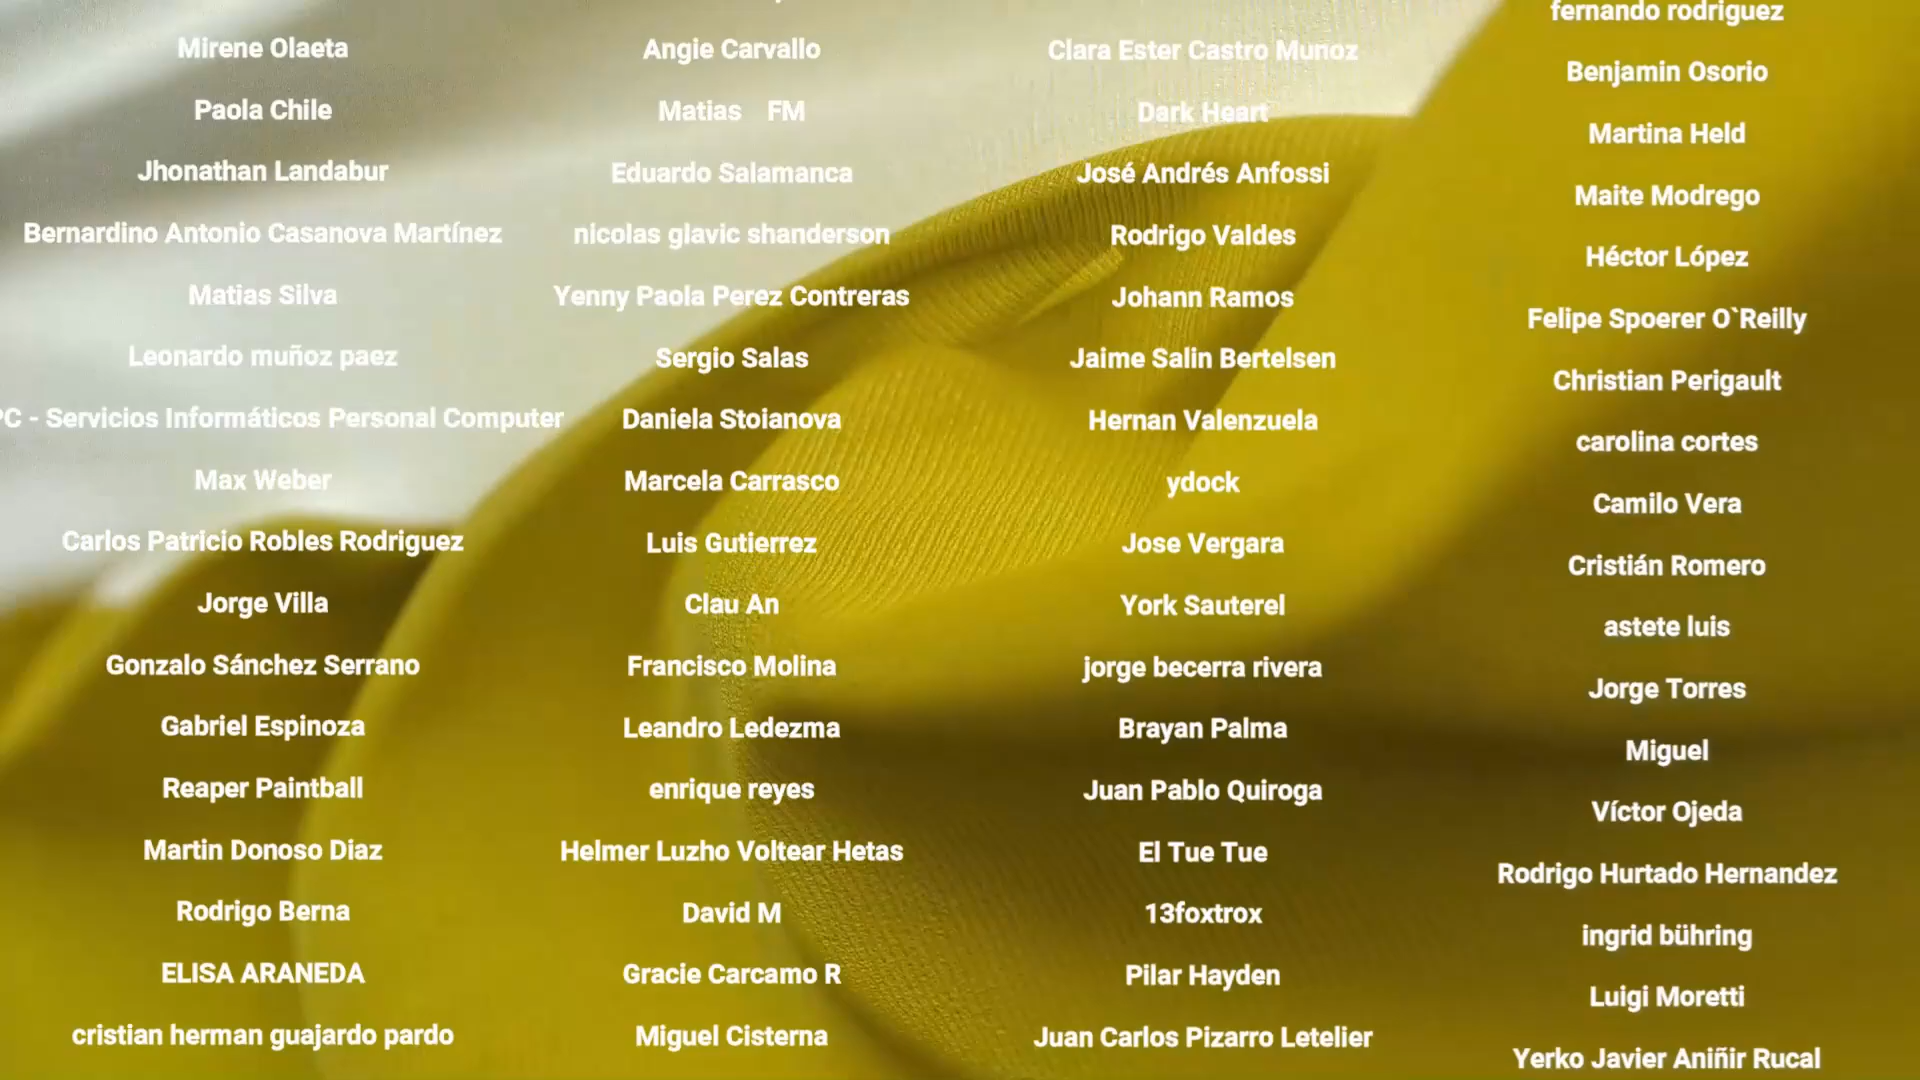 Mirene Olaeta
Paola Chile
Jhonathan Landabur
Bernardino Antonio Casanova Martínez
Matias Silva
Leonardo muñoz paez
PC - Servicios Informáticos Personal Computer
Max Weber
Carlos Patricio Robles Rodriguez
Jorge Villa
Gonzalo Sánchez Serrano
Gabriel Espinoza
Reaper Paintball
Martin Donoso Diaz
Rodrigo Berna
ELISA ARANEDA
cristian herman guajardo pardo
Angie Carvallo
Matias FM
Eduardo Salamanca
nicolas glavic shanderson
Yenny Paola Perez Contreras
Sergio Salas
Daniela Stoianova
Marcela Carrasco
Luis Gutierrez
Clau An
Francisco Molina
Leandro Ledezma
enrique reyes
Helmer Luzho Voltear Hetas
David M
Gracie Carcamo R
Miguel Cisterna
Clara Ester Castro Munoz
Dark Heart
José Andrés Anfossi
Rodrigo Valdes
Johann Ramos
Jaime Salin Bertelsen
Hernan Valenzuela
ydock
Jose Vergara
York Sauterel
jorge becerra rivera
Brayan Palma
Juan Pablo Quiroga
El Tue Tue
13foxtrox
Pilar Hayden
Juan Carlos Pizarro Letelier
fernando rodriguez
Benjamin Osorio
Martina Held
Maite Modrego
Héctor López
Felipe Spoerer O`Reilly
Christian Perigault
carolina cortes
Camilo Vera
Cristián Romero
astete luis
Jorge Torres
Miguel
Víctor Ojeda
Rodrigo Hurtado Hernandez
ingrid bühring
Luigi Moretti
Yerko Javier Aniñir Rucal